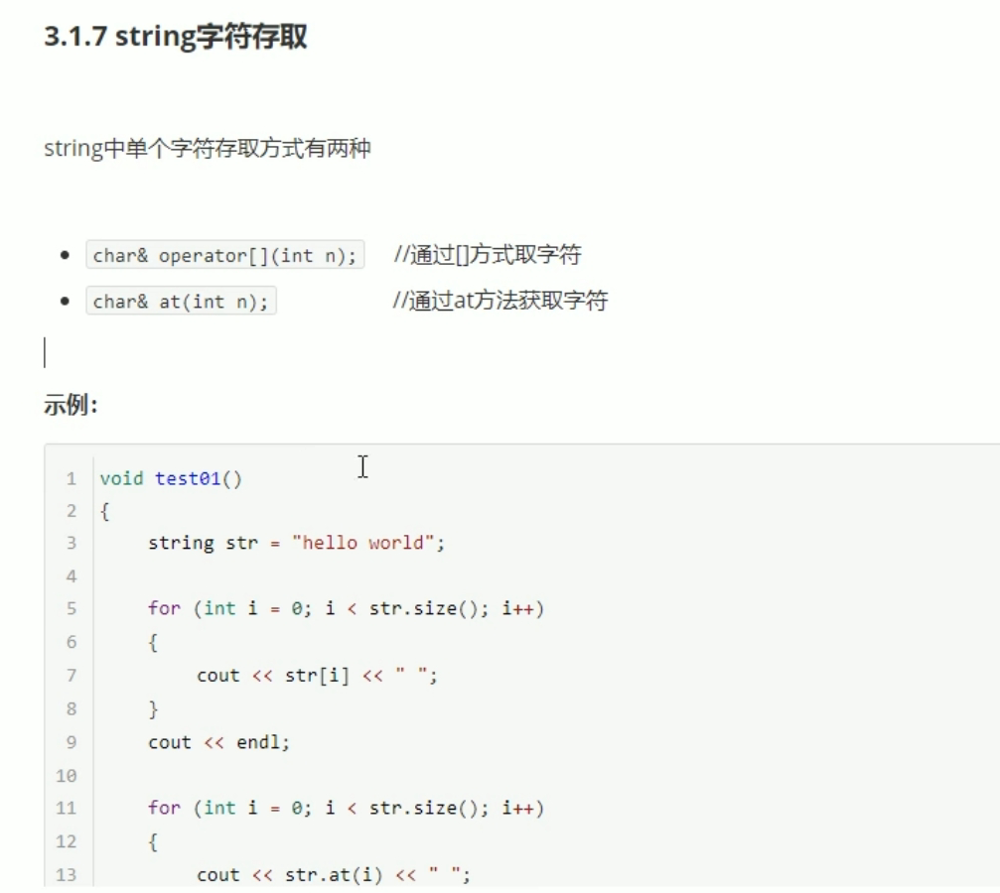 3.1.7 string字符存取
string中单个字符存取方式有两种
• char& operator[](int n); //通过[]方式取字符
• char& at(int n); //通过at方法获取字符
示例：
1 void test01()
2 {
3     string str = "hello world";
4
5     for (int i = 0; i < str.size(); i++)
6     {
7         cout << str[i] << " ";
8     }
9     cout << endl;
10
11     for (int i = 0; i < str.size(); i++)
12     {
13         cout << str.at(i) << " ";